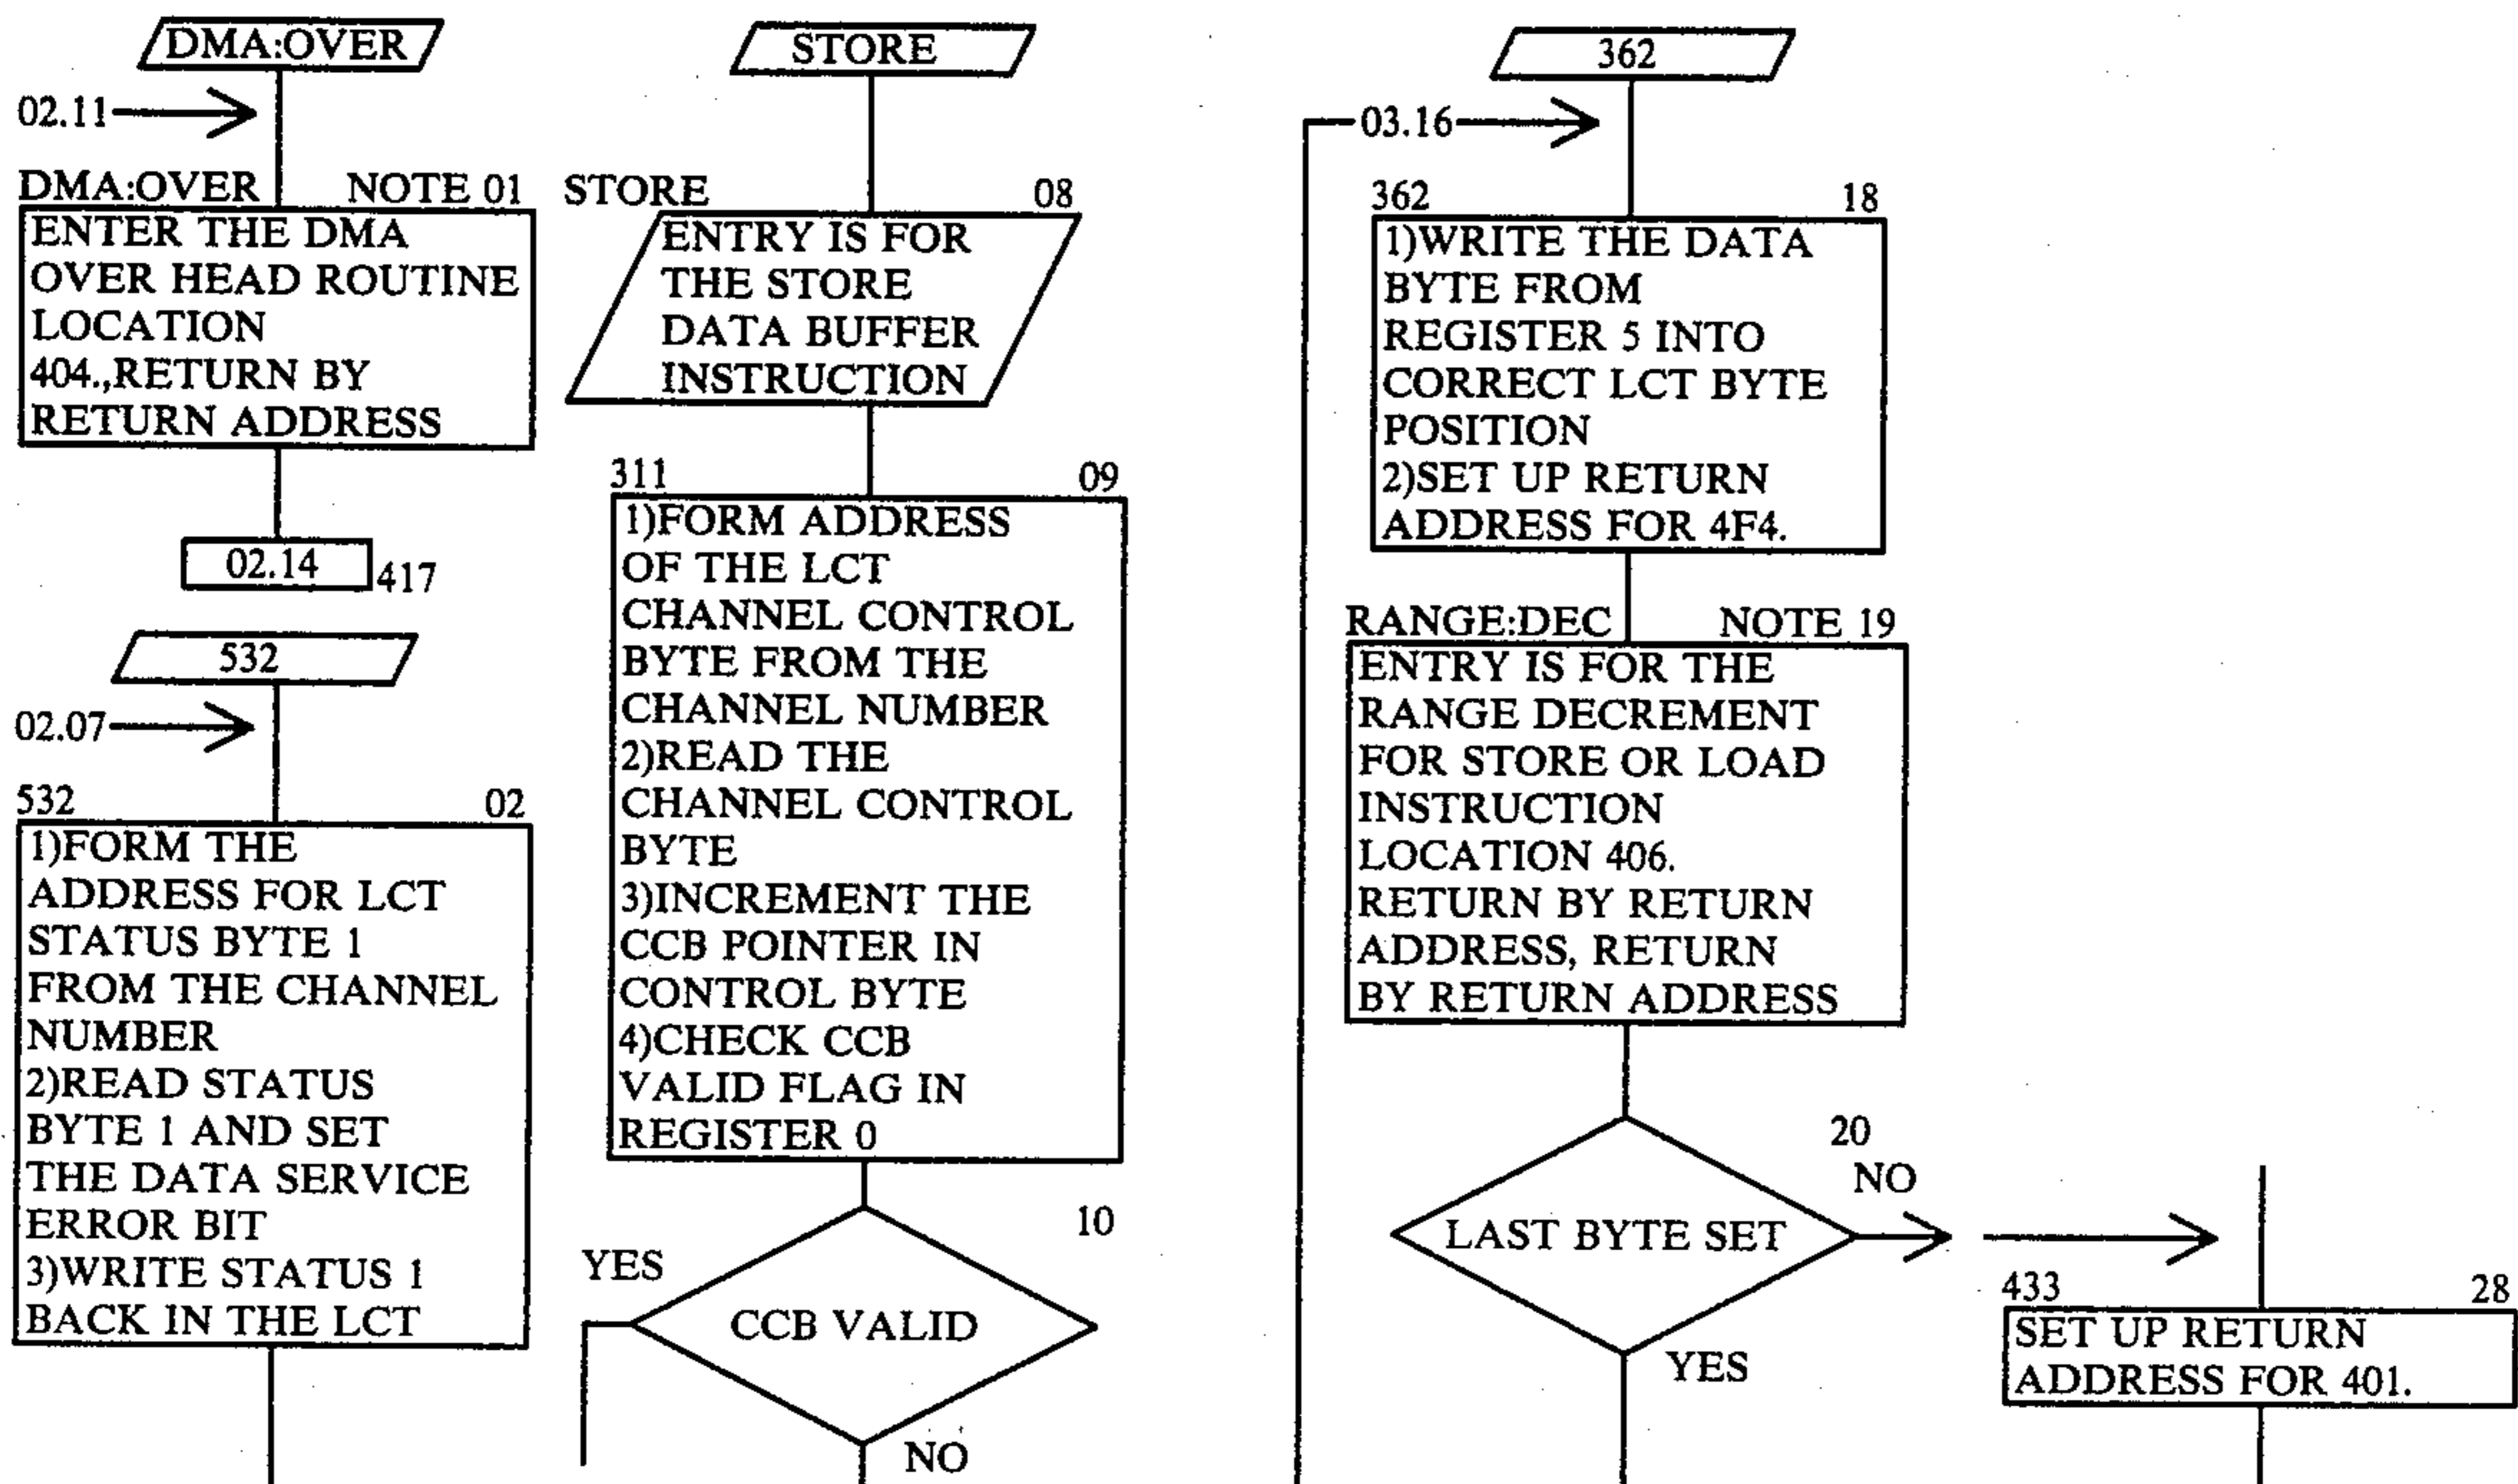 DMA:OVER
02.11
DMA:OVER NOTE 01
ENTER THE DMA
OVER HEAD ROUTINE
LOCATION
404.,RETURN BY
RETURN ADDRESS
02.14
417
532
02.07
532 02
1)FORM THE
ADDRESS FOR LCT
STATUS BYTE 1
FROM THE CHANNEL
NUMBER
2)READ STATUS
BYTE 1 AND SET
THE DATA SERVICE
ERROR BIT
3)WRITE STATUS 1
BACK IN THE LCT
STORE
STORE 08
ENTRY IS FOR
THE STORE
DATA BUFFER
INSTRUCTION
311 09
1)FORM ADDRESS
OF THE LCT
CHANNEL CONTROL
BYTE FROM THE
CHANNEL NUMBER
2)READ THE
CHANNEL CONTROL
BYTE
3)INCREMENT THE
CCB POINTER IN
CONTROL BYTE
4)CHECK CCB
VALID FLAG IN
REGISTER 0
10
YES
CCB VALID
NO
362
03.16
362 18
1)WRITE THE DATA
BYTE FROM
REGISTER 5 INTO
CORRECT LCT BYTE
POSITION
2)SET UP RETURN
ADDRESS FOR 4F4.
RANGE:DEC NOTE 19
ENTRY IS FOR THE
RANGE DECREMENT
FOR STORE OR LOAD
INSTRUCTION
LOCATION 406.
RETURN BY RETURN
ADDRESS, RETURN
BY RETURN ADDRESS
20
NO
LAST BYTE SET
YES
433 28
SET UP RETURN
ADDRESS FOR 401.